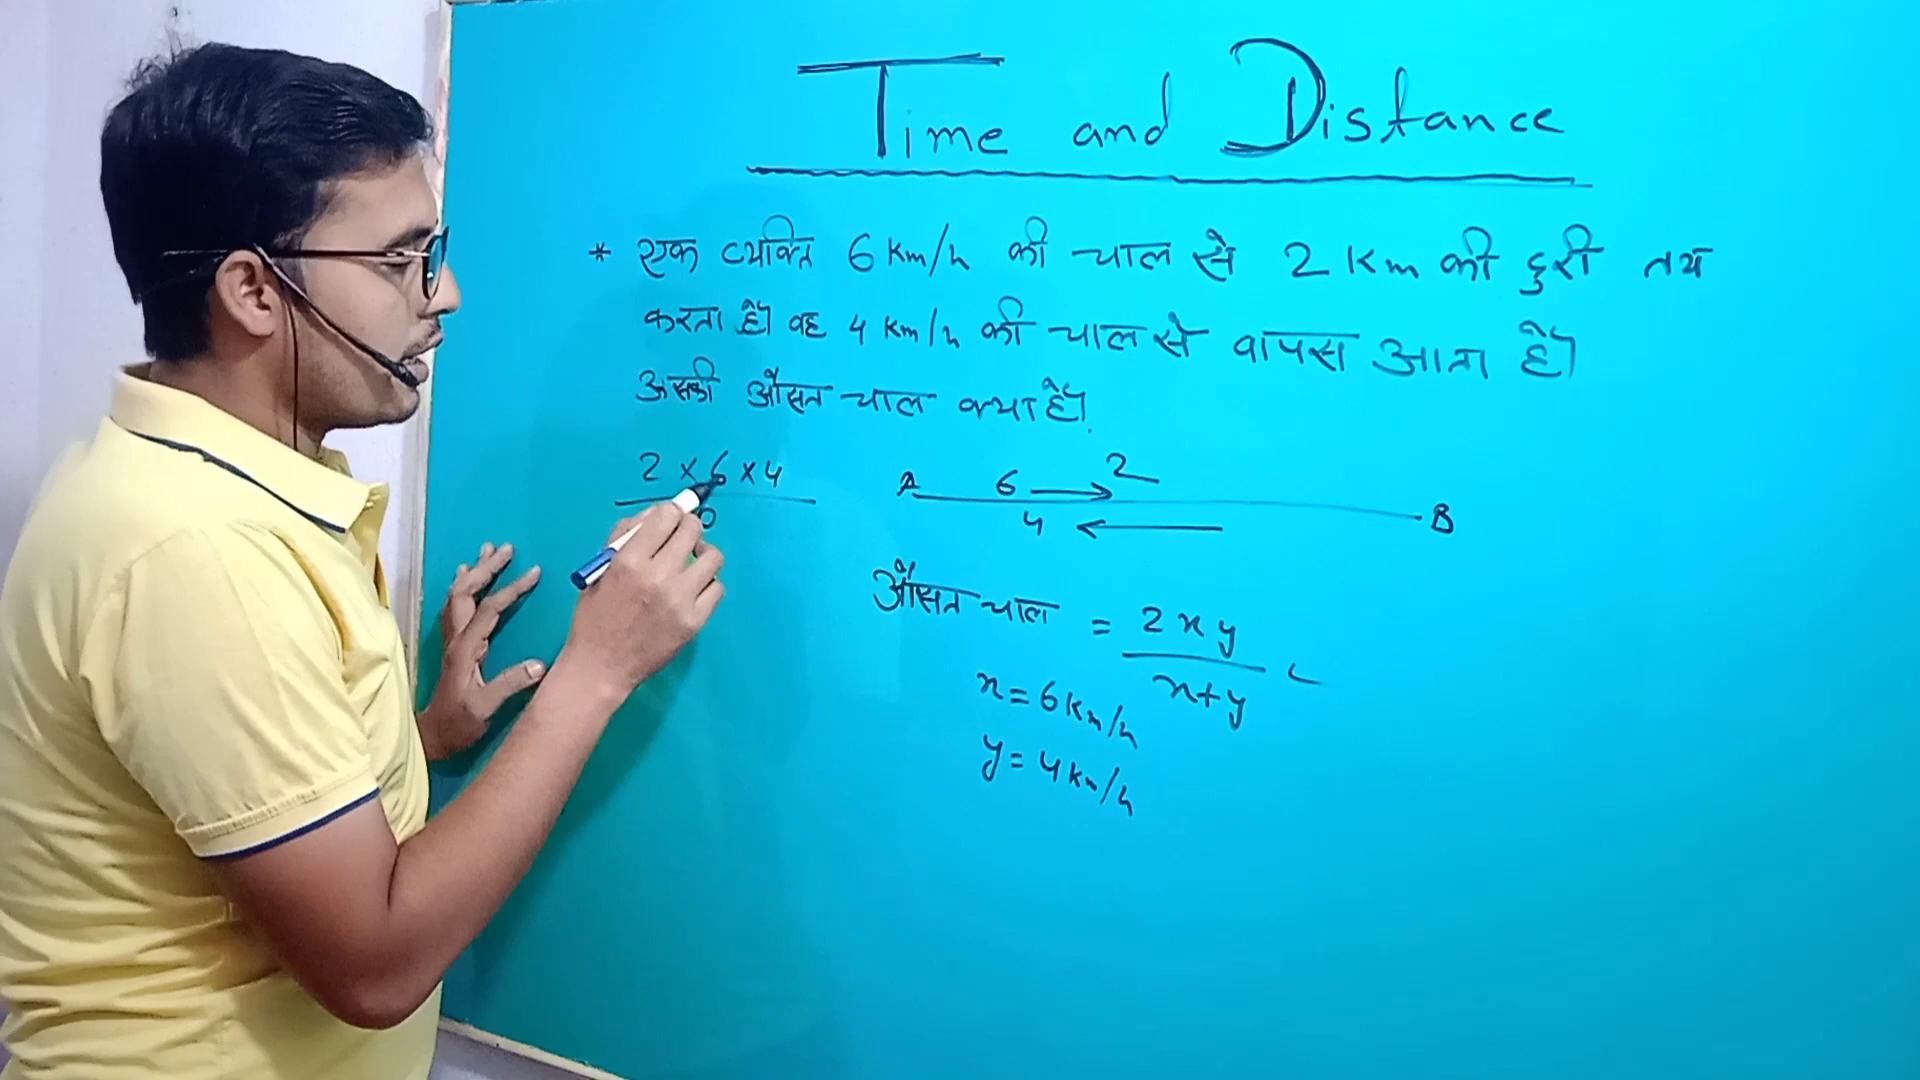 Time and Distance
* एक व्यक्ति 6 Km/h की चाल से 2 Km की दुरी तय
करता है। वह 4 Km/h की चाल से वापस आता है।
उसकी औसत चाल क्या है।
2 × 6 × 4
0
A 6 → 2 B
4 ←
औसत चाल = 2xy
x+y
x = 6 Km/h
y = 4 Km/h